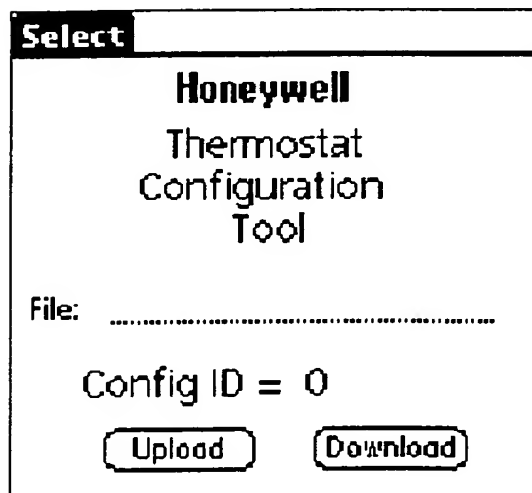 Select
Honeywell
Thermostat
Configuration
Tool
File:
Config ID = 0
Upload Download